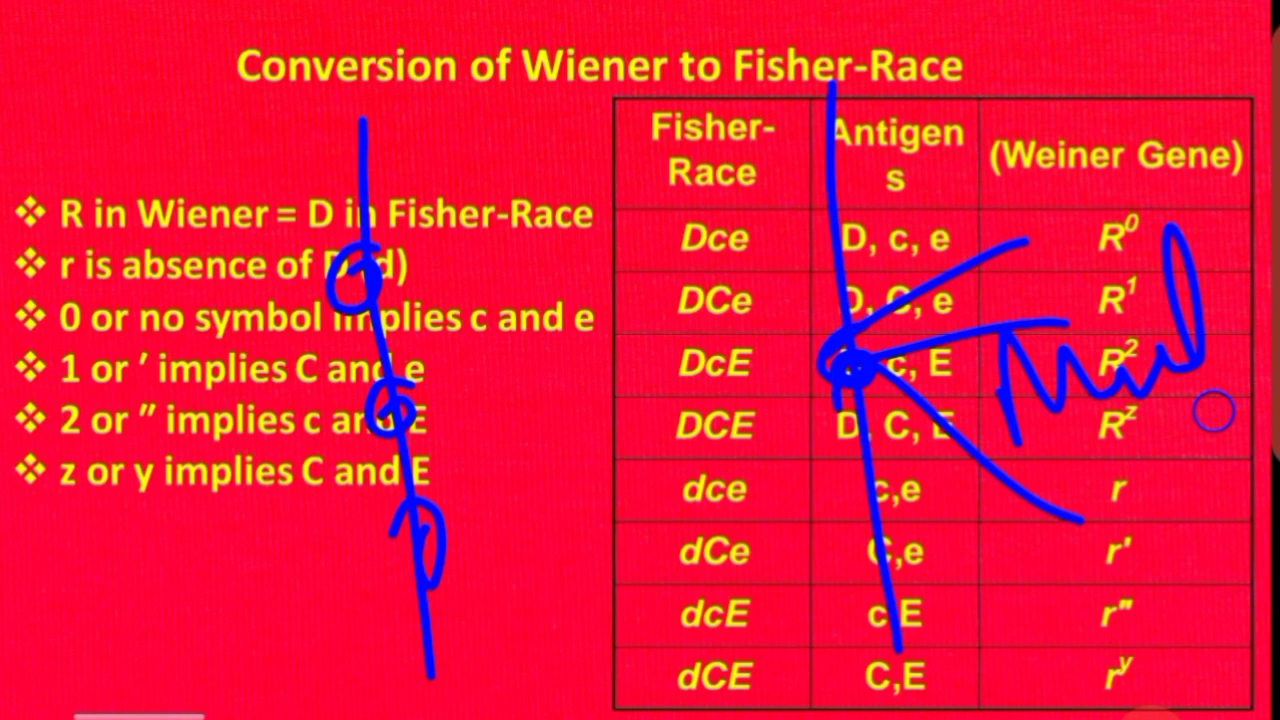 Conversion of Wiener to Fisher-Race
❖ R in Wiener = D in Fisher-Race
❖ r is absence of D (d)
❖ 0 or no symbol implies c and e
❖ 1 or ′ implies C and e
❖ 2 or ″ implies c and E
❖ z or y implies C and E
Fisher-
Race
Antigen
s
(Weiner Gene)
Dce D, c, e R⁰
DCe D, C, e R¹
DcE c, E R²
DCE D, C, E Rᶻ
dce c,e r
dCe C,e r'
dcE c,E r"
dCE C,E rʸ